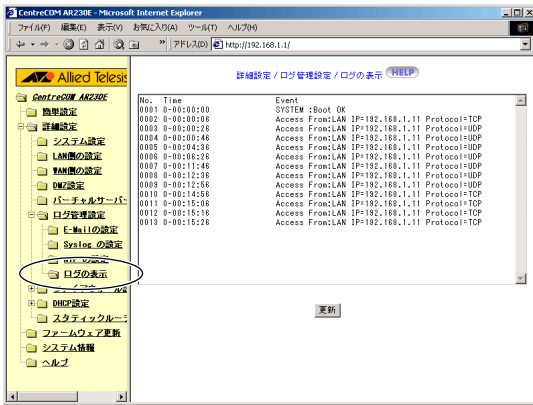 CentreCOM AR230E - Microsoft Internet Explorer
ファイル(F) 編集(E) 表示(V) お気に入り(A) ツール(T) ヘルプ(H)
アドレス(D) http://192.168.1.1/
Allied Telesis
CentreCOM AR230E
簡単設定
詳細設定
システム設定
LAN側の設定
WAN側の設定
DMZ設定
バーチャルサーバー
ログ管理設定
E-Mailの設定
Syslog の設定
ログの表示
DHCP設定
スタティックルー
ファームウェア更新
システム情報
ヘルプ
詳細設定 / ログ管理設定 / ログの表示 HELP
No. Time Event
0001 0-00:00:00 SYSTEM :Boot OK
0002 0-00:00:06 Access From:LAN IP=192.168.1.11 Protocol=TCP
0003 0-00:00:26 Access From:LAN IP=192.168.1.11 Protocol=UDP
0004 0-00:00:46 Access From:LAN IP=192.168.1.11 Protocol=UDP
0005 0-00:04:36 Access From:LAN IP=192.168.1.11 Protocol=UDP
0006 0-00:06:26 Access From:LAN IP=192.168.1.11 Protocol=UDP
0007 0-00:11:46 Access From:LAN IP=192.168.1.11 Protocol=UDP
0008 0-00:12:36 Access From:LAN IP=192.168.1.11 Protocol=UDP
0009 0-00:12:56 Access From:LAN IP=192.168.1.11 Protocol=UDP
0010 0-00:14:56 Access From:LAN IP=192.168.1.11 Protocol=TCP
0011 0-00:15:06 Access From:LAN IP=192.168.1.11 Protocol=TCP
0012 0-00:15:16 Access From:LAN IP=192.168.1.11 Protocol=TCP
0013 0-00:15:26 Access From:LAN IP=192.168.1.11 Protocol=TCP
更新